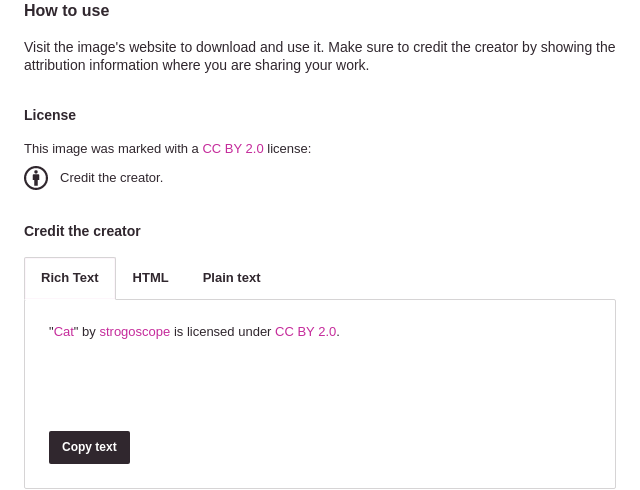 How to use
Visit the image's website to download and use it. Make sure to credit the creator by showing the
attribution information where you are sharing your work.
License
This image was marked with a CC BY 2.0 license:
Credit the creator.
Credit the creator
Rich Text HTML Plain text
"Cat" by strogoscope is licensed under CC BY 2.0.
Copy text